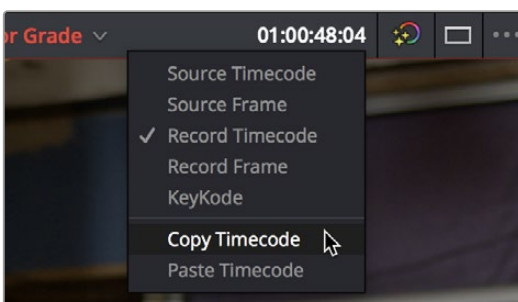 r Grade 01:00:48:04
Source Timecode
Source Frame
Record Timecode
Record Frame
KeyKode
Copy Timecode
Paste Timecode